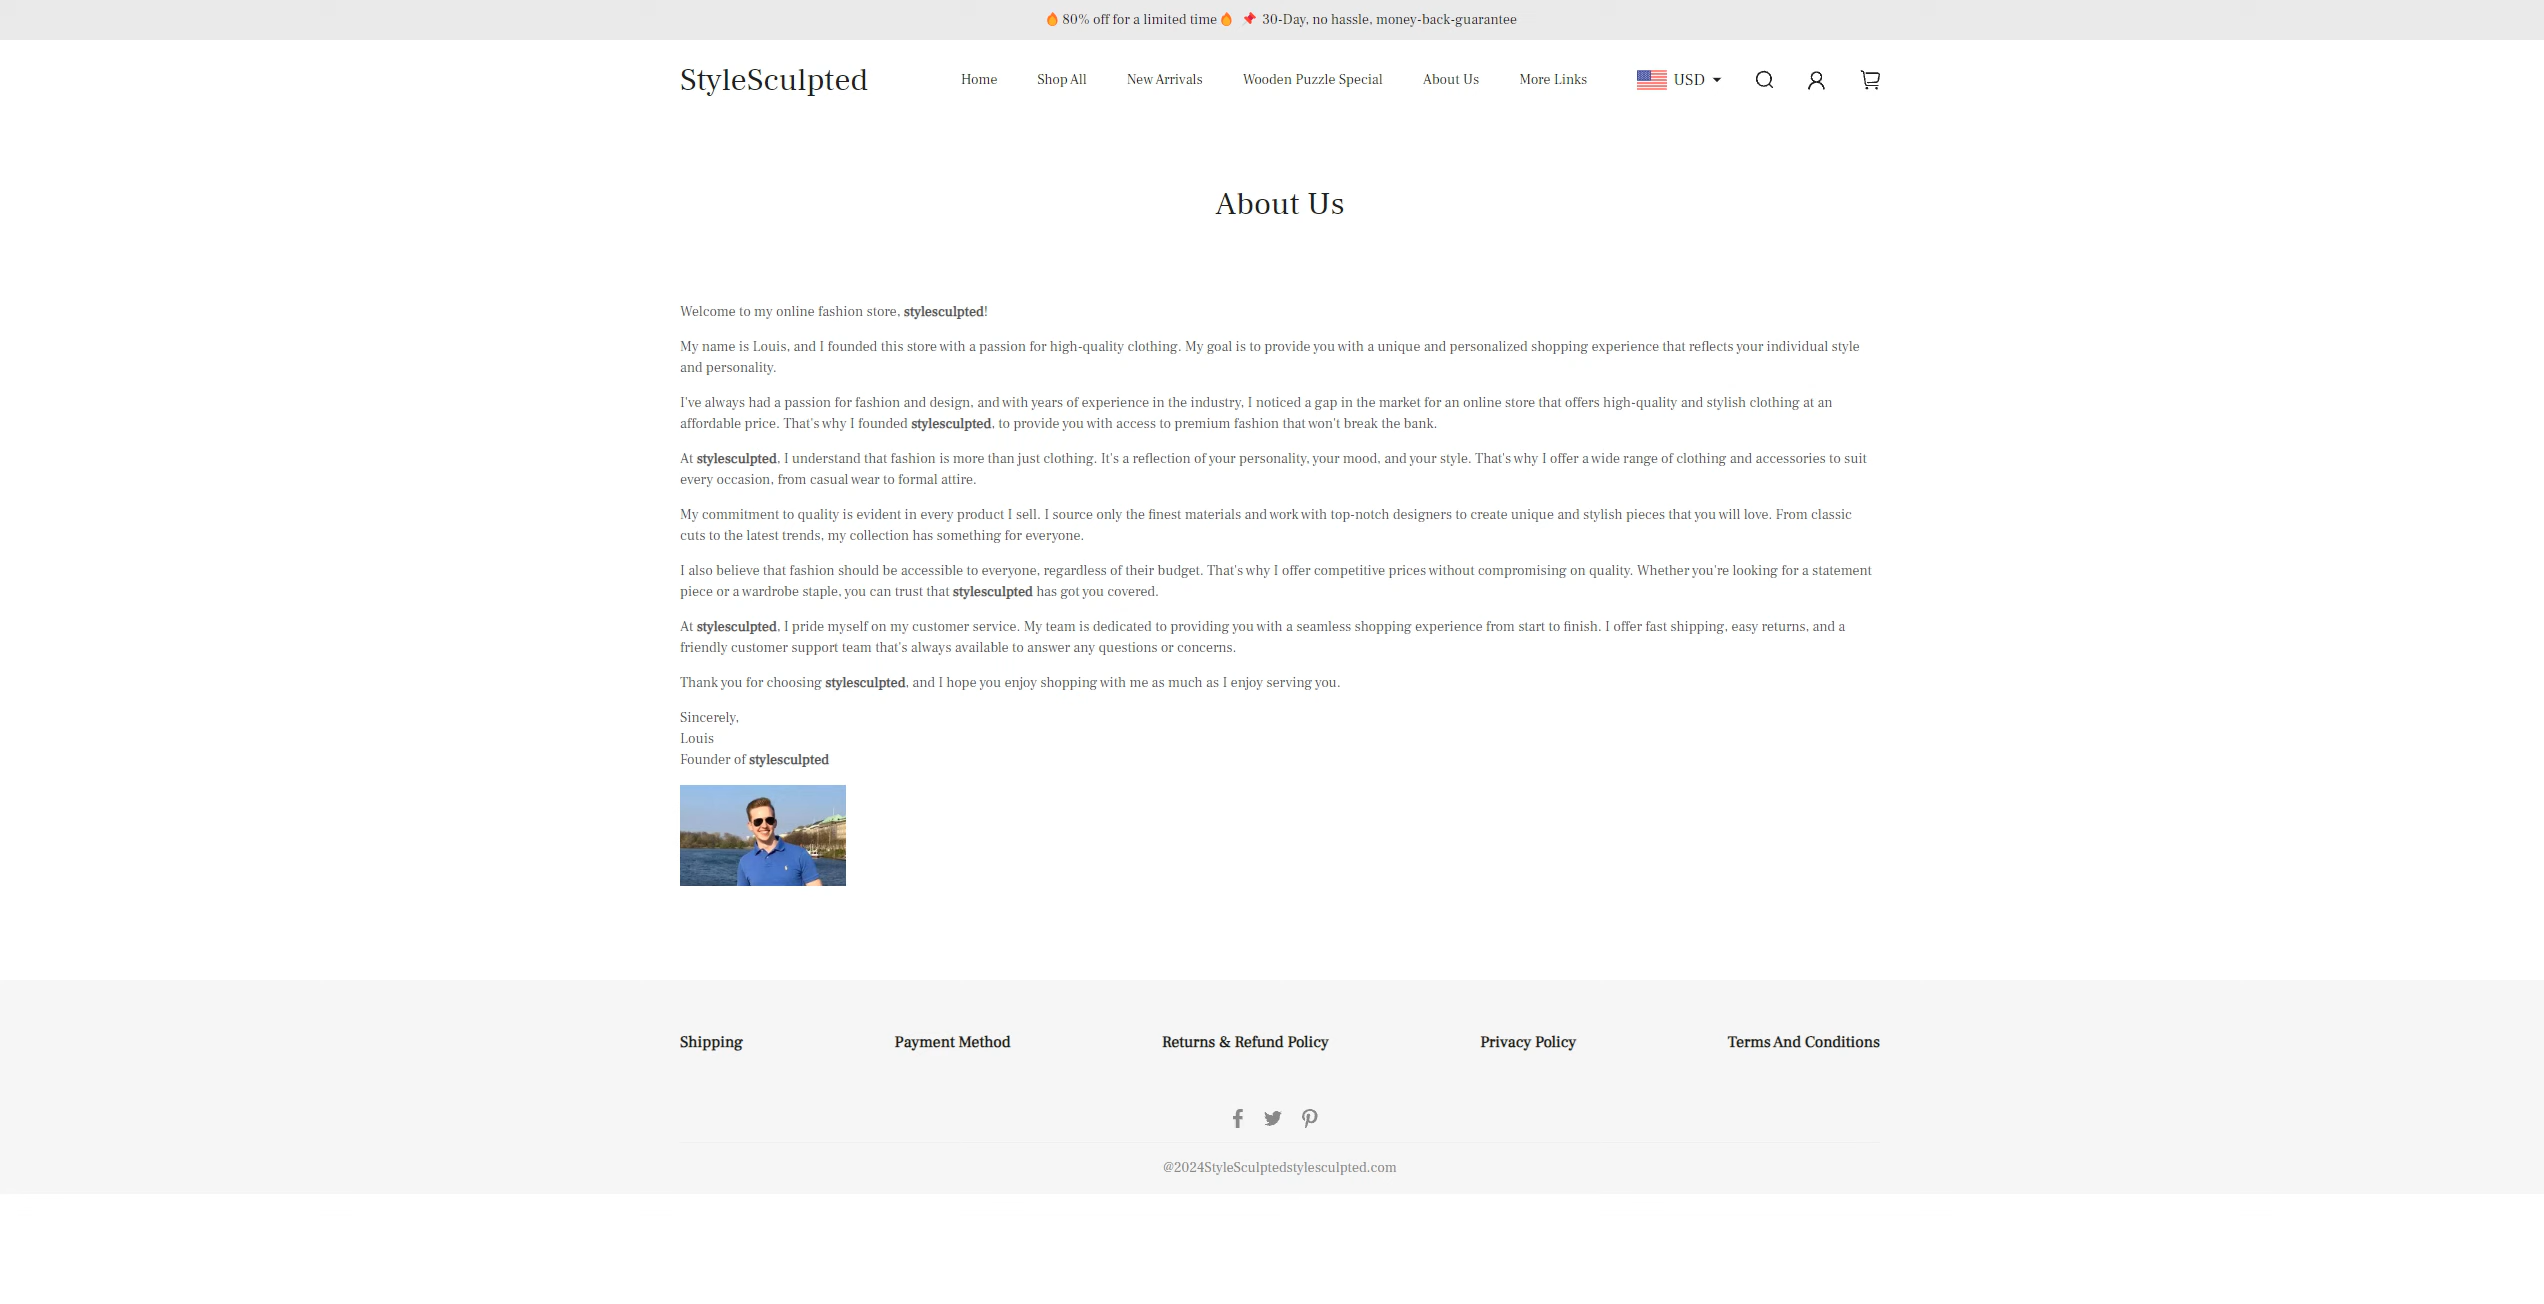 🔥80% off for a limited time🔥 📌 30-Day, no hassle, money-back-guarantee
StyleSculpted
Home
Shop All
New Arrivals
Wooden Puzzle Special
About Us
More Links
USD
About Us
Welcome to my online fashion store, stylesculpted!
My name is Louis, and I founded this store with a passion for high-quality clothing. My goal is to provide you with a unique and personalized shopping experience that reflects your individual style
and personality.
I've always had a passion for fashion and design, and with years of experience in the industry, I noticed a gap in the market for an online store that offers high-quality and stylish clothing at an
affordable price. That's why I founded stylesculpted, to provide you with access to premium fashion that won't break the bank.
At stylesculpted, I understand that fashion is more than just clothing. It's a reflection of your personality, your mood, and your style. That's why I offer a wide range of clothing and accessories to suit
every occasion, from casual wear to formal attire.
My commitment to quality is evident in every product I sell. I source only the finest materials and work with top-notch designers to create unique and stylish pieces that you will love. From classic
cuts to the latest trends, my collection has something for everyone.
I also believe that fashion should be accessible to everyone, regardless of their budget. That's why I offer competitive prices without compromising on quality. Whether you're looking for a statement
piece or a wardrobe staple, you can trust that stylesculpted has got you covered.
At stylesculpted, I pride myself on my customer service. My team is dedicated to providing you with a seamless shopping experience from start to finish. I offer fast shipping, easy returns, and a
friendly customer support team that's always available to answer any questions or concerns.
Thank you for choosing stylesculpted, and I hope you enjoy shopping with me as much as I enjoy serving you.
Sincerely,
Louis
Founder of stylesculpted
Shipping
Payment Method
Returns & Refund Policy
Privacy Policy
Terms And Conditions
@2024StyleSculptedstylesculpted.com